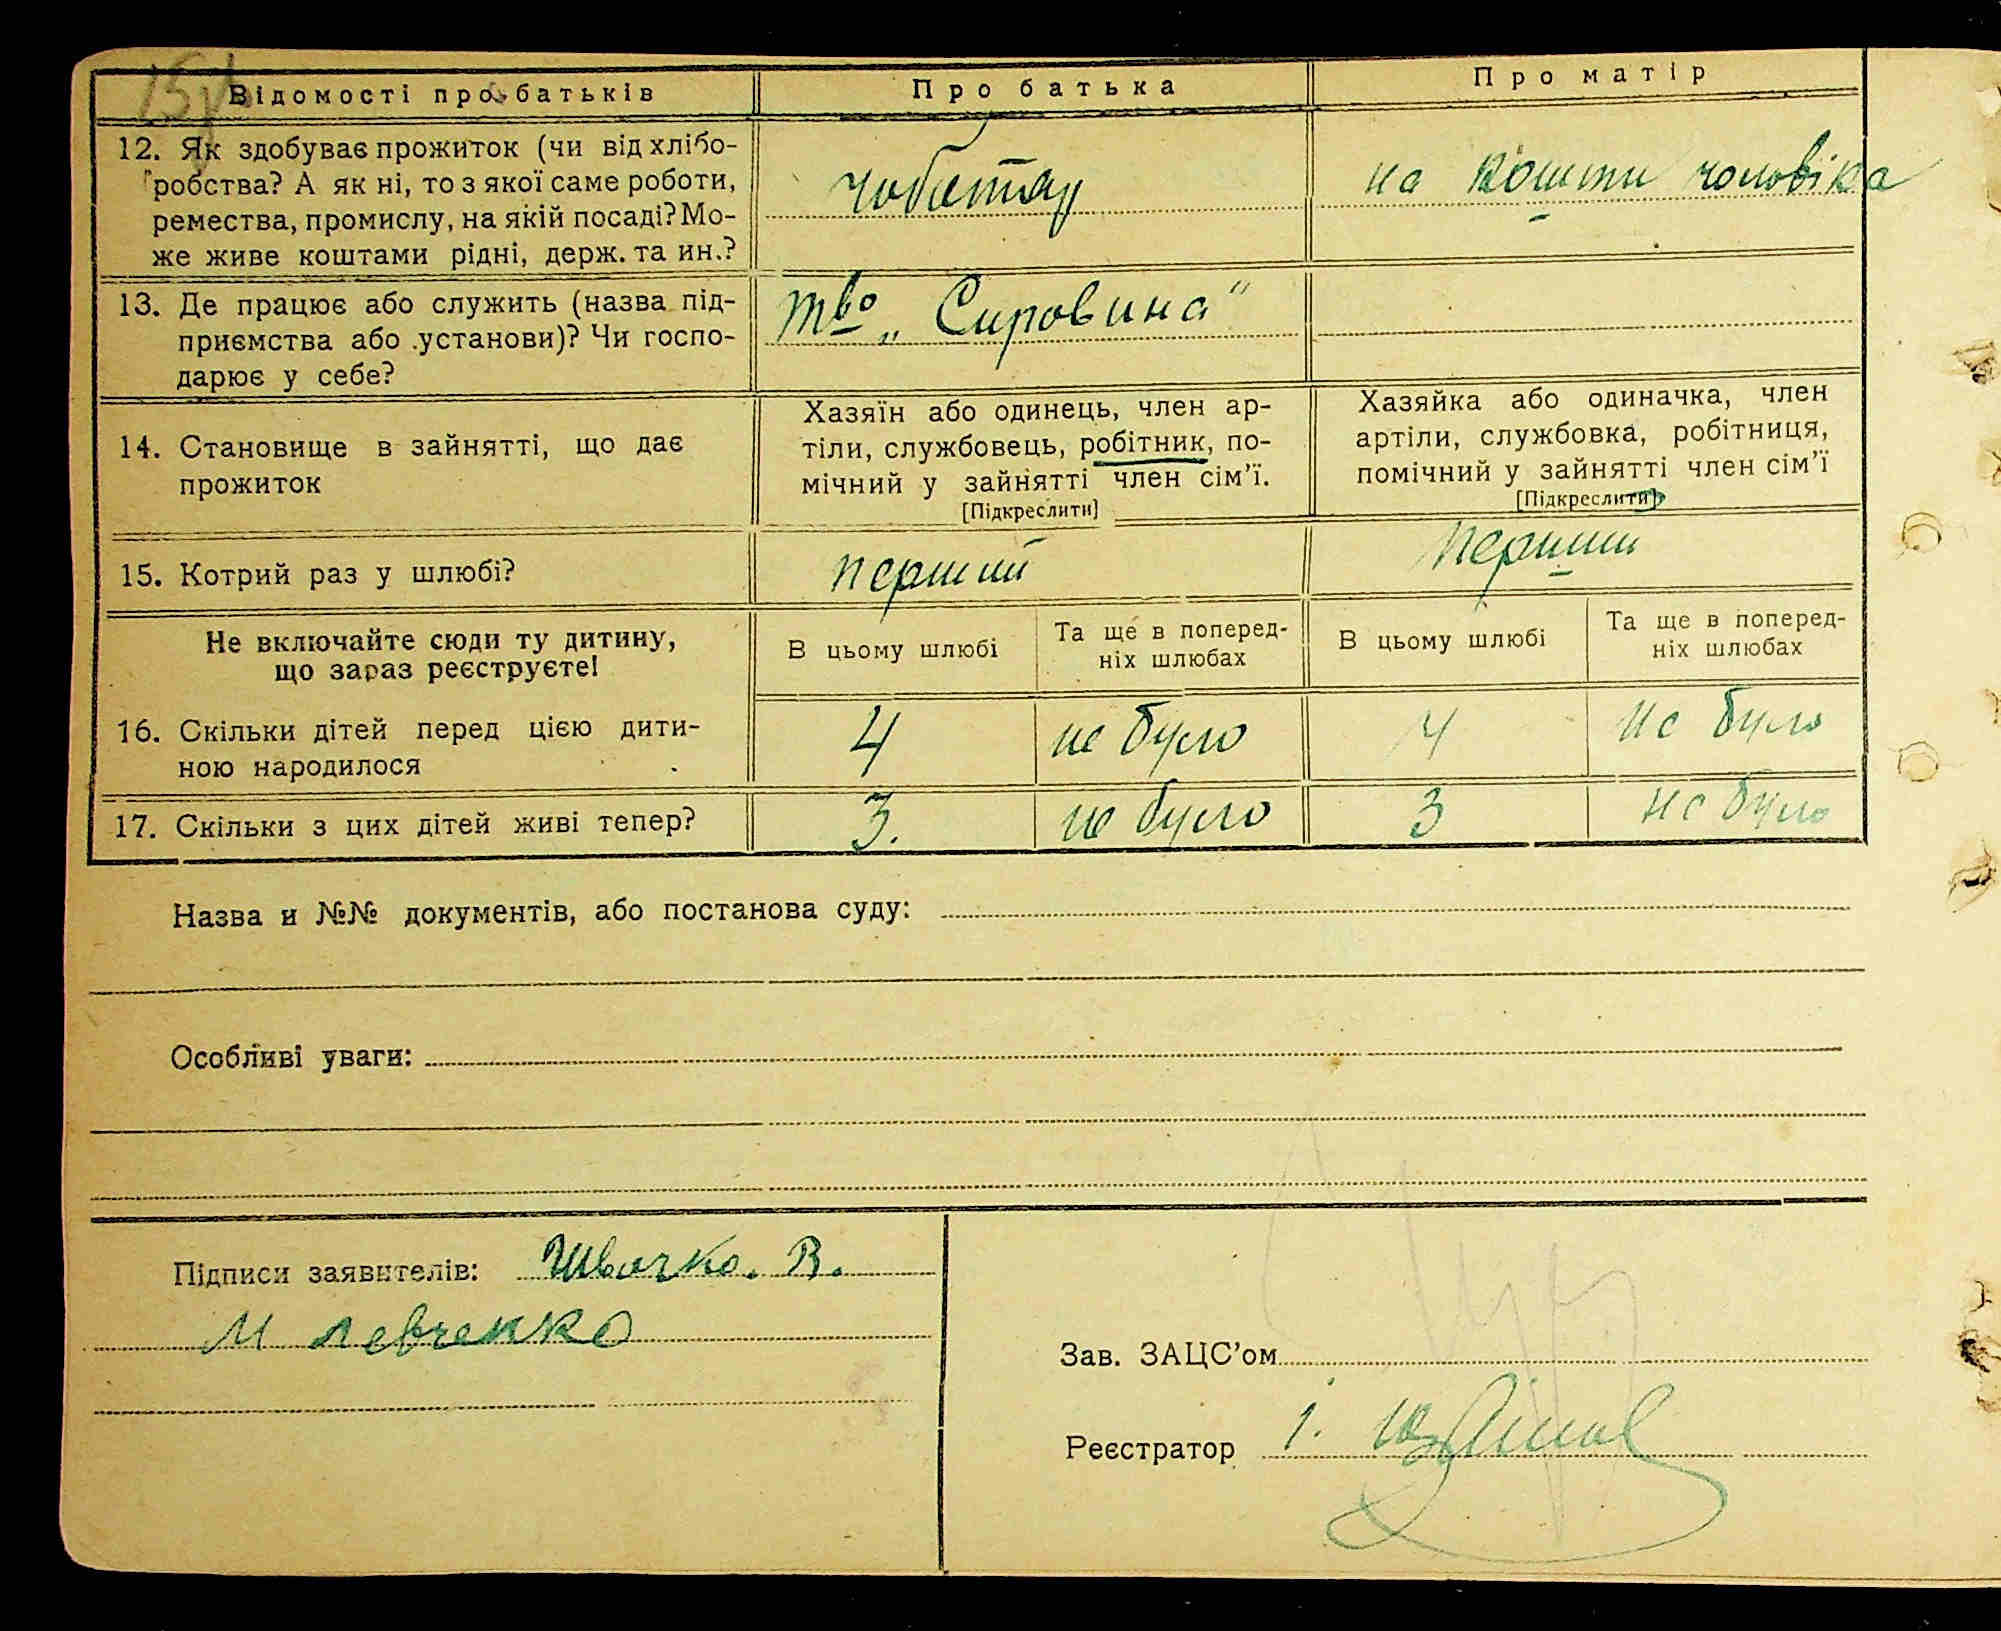 Відомості про батьків
Про батька
Про матір
12. Як здобуває прожиток (чи від хлібо-
робства? А як ні, то з якої саме роботи,
ремества, промислу, на якій посаді? Мо-
же живе коштами рідні, держ. та ин.?
чоботар
на кошти чоловіка
13. Де працює або служить (назва під-
приємства або установи)? Чи госпо-
дарює у себе?
тво „Сировина"
14. Становище в зайнятті, що дає
прожиток
Хазяїн або одинець, член ар-
тіли, службовець, робітник, по-
мічний у зайнятті член сім'ї.
[Підкреслити]
Хазяйка або одиначка, член
артіли, службовка, робітниця,
помічний у зайнятті член сім'ї
[Підкреслити]
15. Котрий раз у шлюбі?
перший
перший
Не включайте сюди ту дитину,
що зараз реєструєте!
В цьому шлюбі
Та ще в поперед-
ніх шлюбах
В цьому шлюбі
Та ще в поперед-
ніх шлюбах
16. Скільки дітей перед цією дити-
ною народилося
4
не було
4
не було
17. Скільки з цих дітей живі тепер?
3.
не було
3
не було
Назва и №№ документів, або постанова суду:
Особливі уваги:
Підписи заявителів: Швачко. В.
М Левченко
Зав. ЗАЦС'ом
Реєстратор І.